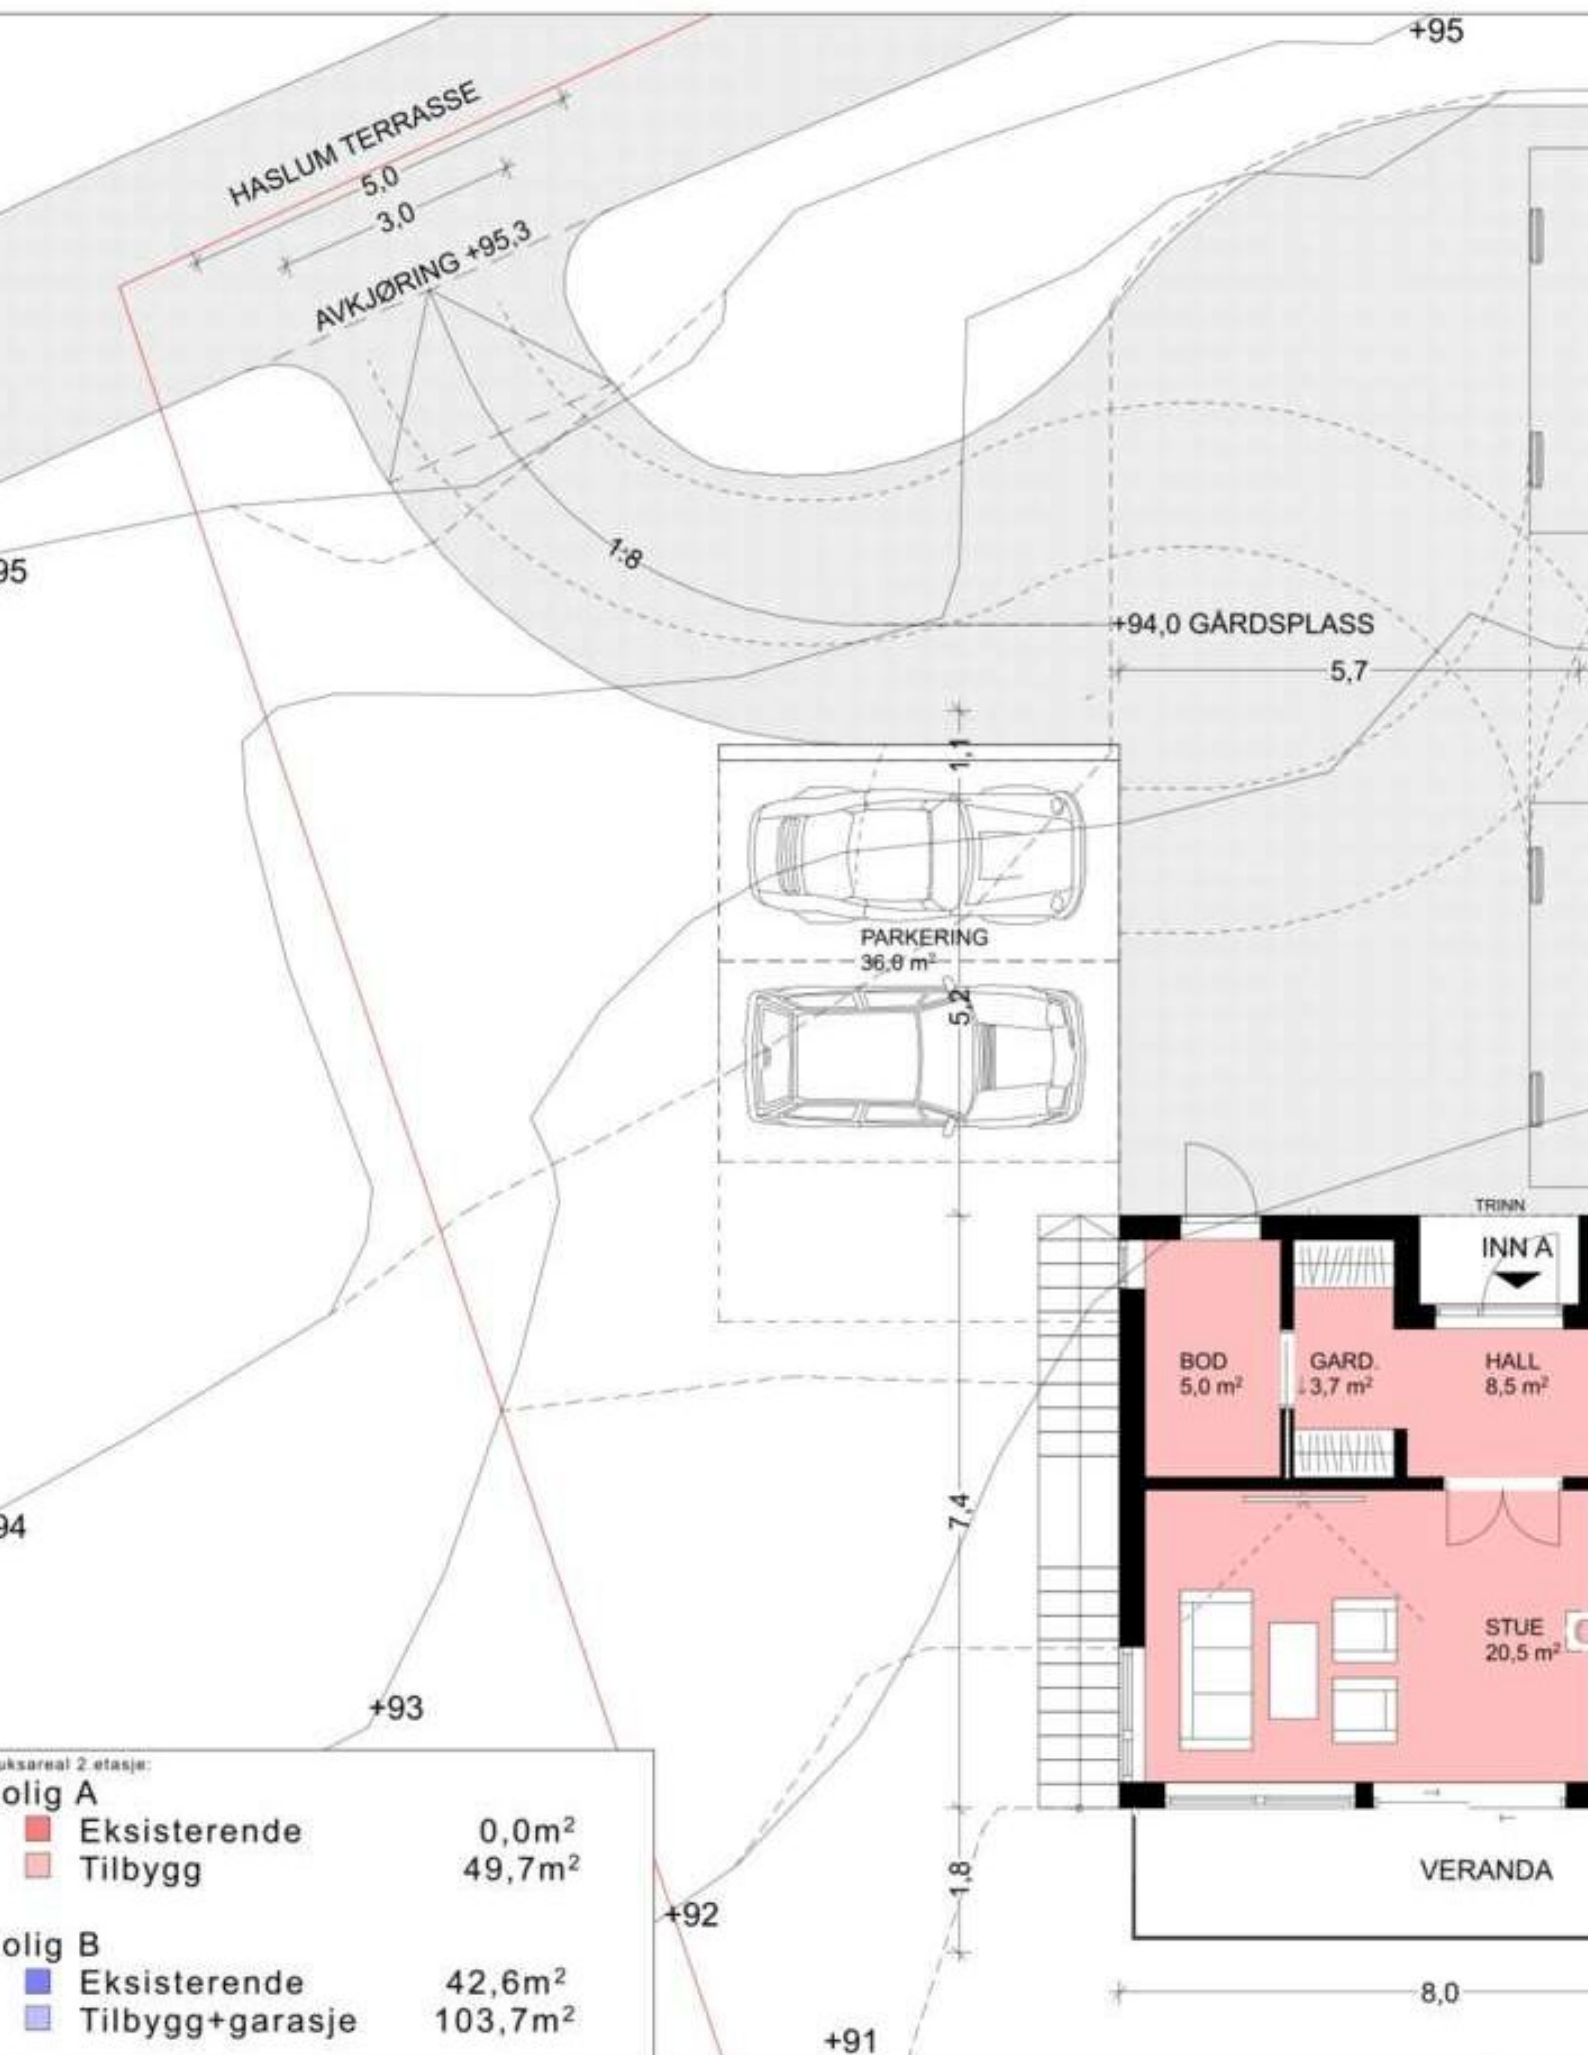 +95
HASLUM TERRASSE
5,0
3,0
AVKJØRING +95,3
95
1:8
+94,0 GÅRDSPLASS
5,7
1,1
PARKERING
36,0 m²
5,2
TRINN
INN A
BOD
5,0 m²
GARD.
3,7 m²
HALL
8,5 m²
7,4
94
STUE
20,5 m²
+93
uksareal 2.etasje:
olig A
Eksisterende 0,0m²
Tilbygg 49,7m²
1,8
VERANDA
+92
olig B
Eksisterende 42,6m²
Tilbygg+garasje 103,7m²
8,0
+91